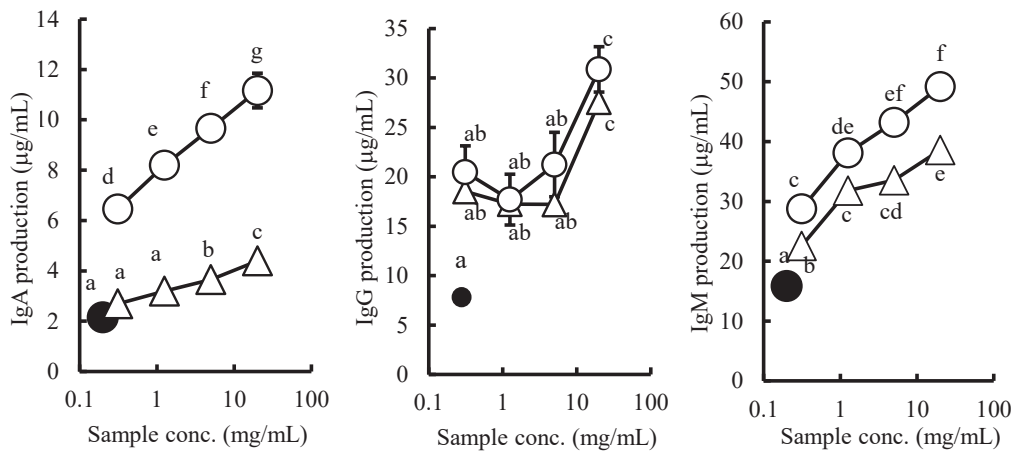 14
12
10
8
6
4
2
0
IgA production (µg/mL)
a
d
e
f
g
a
a
b
c
0.1
1
10
100
Sample conc. (mg/mL)
35
30
25
20
15
10
5
0
IgG production (µg/mL)
a
ab
ab
ab
c
ab
ab
ab
c
0.1
1
10
100
Sample conc. (mg/mL)
60
50
40
30
20
10
0
IgM production (µg/mL)
a
c
de
ef
f
b
c
cd
e
0.1
1
10
100
Sample conc. (mg/mL)